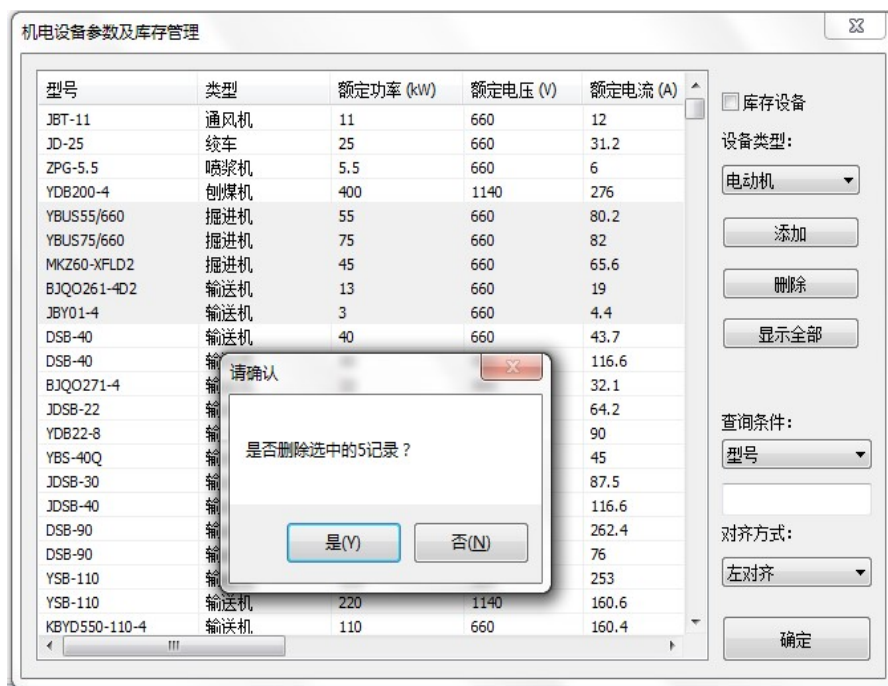 机电设备参数及库存管理
型号 类型 额定功率 (kW) 额定电压 (V) 额定电流 (A)
JBT-11 通风机 11 660 12
JD-25 绞车 25 660 31.2
ZPG-5.5 喷浆机 5.5 660 6
YDB200-4 刨煤机 400 1140 276
YBUS55/660 掘进机 55 660 80.2
YBUS75/660 掘进机 75 660 82
MKZ60-XFLD2 掘进机 45 660 65.6
BJQO261-4D2 输送机 13 660 19
JBY01-4 输送机 3 660 4.4
DSB-40 输送机 40 660 43.7
DSB-40 输 116.6
BJQO271-4 输 32.1
JDSB-22 输 64.2
YDB22-8 输 90
YBS-40Q 输 45
JDSB-30 输 87.5
JDSB-40 输 116.6
DSB-90 输 262.4
DSB-90 输 76
YSB-110 输 253
YSB-110 输送机 220 1140 160.6
KBYD550-110-4 输送机 110 660 160.4
请确认
是否删除选中的5记录？
是(Y) 否(N)
库存设备
设备类型：
电动机
添加
删除
显示全部
查询条件：
型号
对齐方式：
左对齐
确定